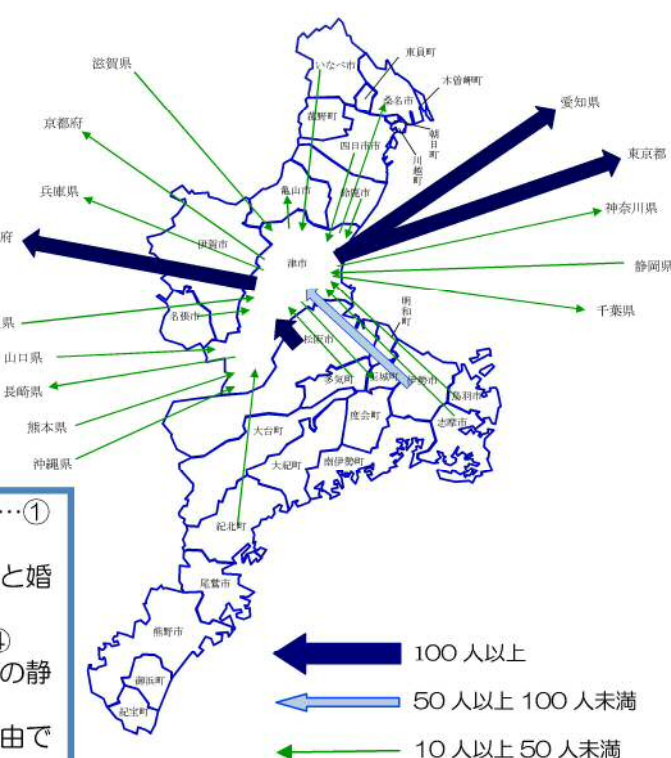 滋賀県
京都府
兵庫県
府
県
山口県
長崎県
熊本県
沖縄県
愛知県
東京都
神奈川県
静岡県
千葉県
いなべ市
東員町
木曽岬町
桑名市
朝日町
川越町
菰野町
四日市市
亀山市
鈴鹿市
伊賀市
津市
名張市
松阪市
明和町
多気町
玉城町
伊勢市
鳥羽市
志摩市
度会町
大台町
大紀町
南伊勢町
紀北町
尾鷲市
熊野市
御浜町
紀宝町
…①
と婚
の静
由で
100 人以上
50 人以上 100 人未満
10 人以上 50 人未満